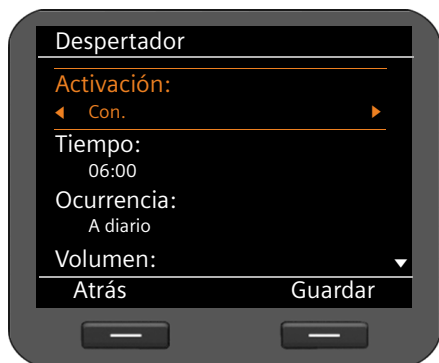 Despertador
Activación:
Con.
Tiempo:
06:00
Ocurrencia:
A diario
Volumen:
Atrás Guardar